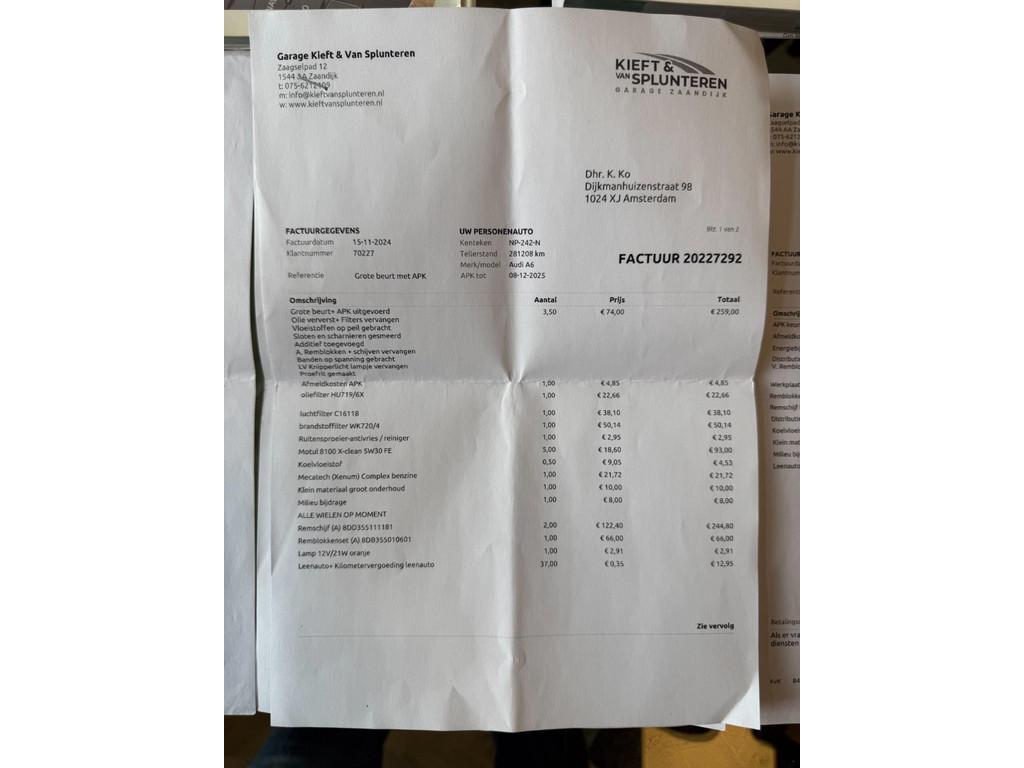 Garage Kieft & Van Splunteren
Zaagselpad 12
1544 AA Zaandijk
t: 075-6212109
m: info@kieftvansplunteren.nl
w: www.kieftvansplunteren.nl
KIEFT &
VAN SPLUNTEREN
GARAGE ZAANDIJK
Dhr. K. Ko
Dijkmanhuizenstraat 98
1024 XJ Amsterdam
Blz. 1 van 2
FACTUURGEGEVENS
Factuurdatum 15-11-2024
Klantnummer 70227
Referentie Grote beurt met APK
UW PERSONENAUTO
Kenteken NP-242-N
Tellerstand 281208 km
Merk/model Audi A6
APK tot 08-12-2025
FACTUUR 20227292
Omschrijving Aantal Prijs Totaal
Grote beurt+ APK uitgevoerd 3,50 € 74,00 € 259,00
Olie ververst+ Filters vervangen
Vloeistoffen op peil gebracht
Sloten en scharnieren gesmeerd
Additief toegevoegd
A. Remblokken + schijven vervangen
Banden op spanning gebracht
LV Knipperlicht lampje vervangen
Proefrit gemaakt
Afmeldkosten APK 1,00 € 4,85 € 4,85
oliefilter HU719/6X 1,00 € 22,66 € 22,66
luchtfilter C16118 1,00 € 38,10 € 38,10
brandstoffilter WK720/4 1,00 € 50,14 € 50,14
Ruitensproeier-antivries / reiniger 1,00 € 2,95 € 2,95
Motul 8100 X-clean 5W30 FE 5,00 € 18,60 € 93,00
Koelvloeistof 0,50 € 9,05 € 4,53
Mecatech (Xenum) Complex benzine 1,00 € 21,72 € 21,72
Klein materiaal groot onderhoud 1,00 € 10,00 € 10,00
Milieu bijdrage 1,00 € 8,00 € 8,00
ALLE WIELEN OP MOMENT
Remschijf (A) 8DD355111181 2,00 € 122,40 € 244,80
Remblokkenset (A) 8DB355010601 1,00 € 66,00 € 66,00
Lamp 12V/21W oranje 1,00 € 2,91 € 2,91
Leenauto+ Kilometervergoeding leenauto 37,00 € 0,35 € 12,95
Zie vervolg